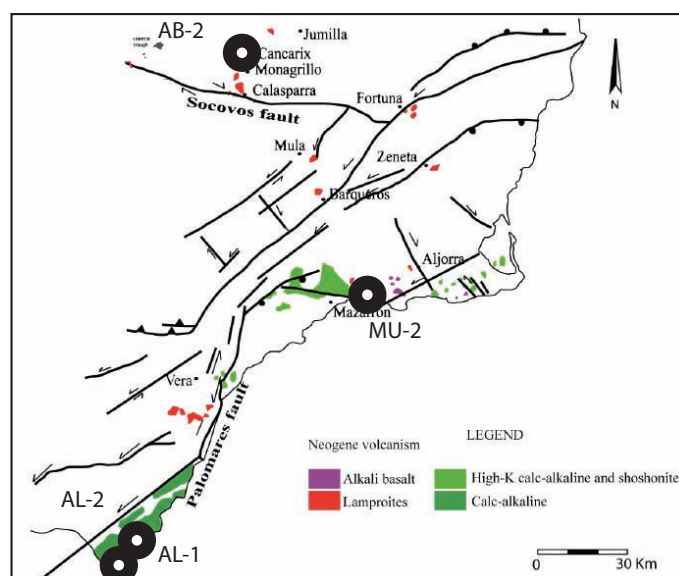 AB-2
Jumilla
Cancarix
Monagrillo
Calasparra
Socovos fault
Fortuna
N
Mula
Zeneta
Barqueros
Aljorra
Mazarron
MU-2
Vera
Palomares fault
AL-2
AL-1
Neogene volcanism
LEGEND
Alkali basalt
High-K calc-alkaline and shoshonite
Lamproites
Calc-alkaline
0 30 Km